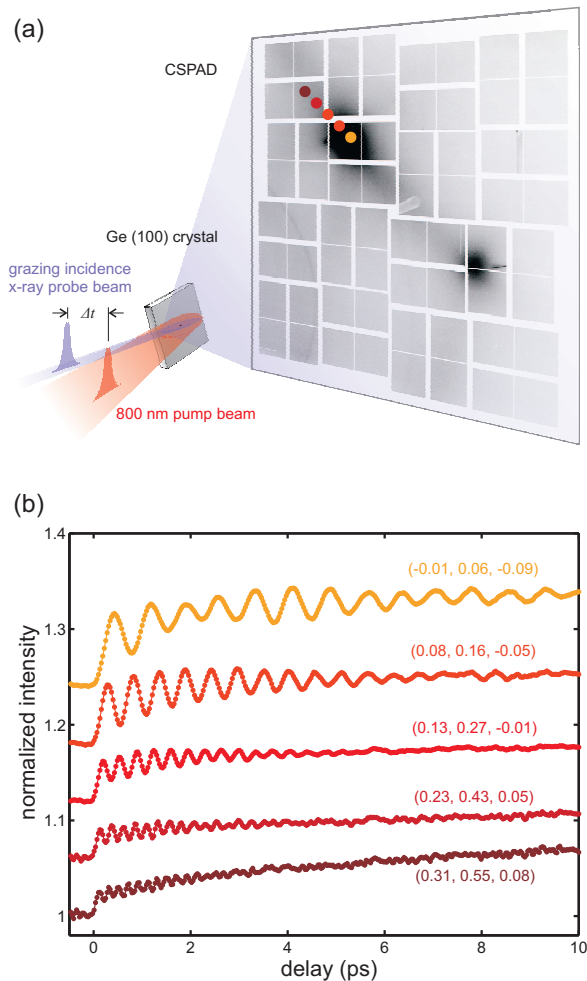 (a)
CSPAD
Ge (100) crystal
grazing incidence
x-ray probe beam
Δt
800 nm pump beam
(b)
1.4
1.3
1.2
1.1
1
normalized intensity
(-0.01, 0.06, -0.09)
(0.08, 0.16, -0.05)
(0.13, 0.27, -0.01)
(0.23, 0.43, 0.05)
(0.31, 0.55, 0.08)
0 2 4 6 8 10
delay (ps)